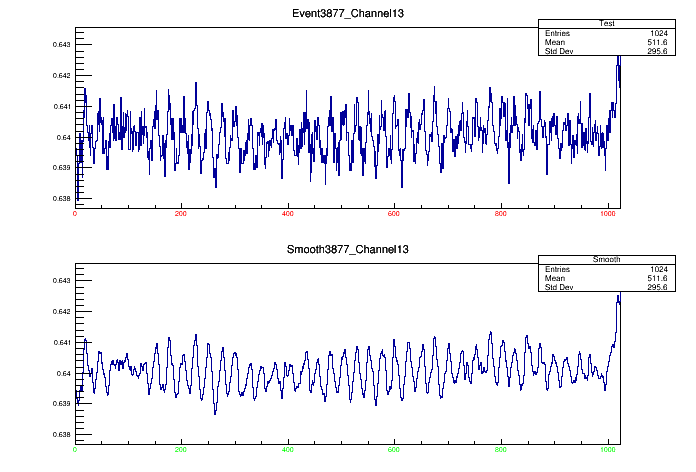 Event3877_Channel13
Test
Entries 1024
Mean 511.6
Std Dev 295.6
0.643
0.642
0.641
0.64
0.639
0.638
0 200 400 600 800 1000
Smooth3877_Channel13
Smooth
Entries 1024
Mean 511.6
Std Dev 295.6
0.643
0.642
0.641
0.64
0.639
0.638
0 200 400 600 800 1000